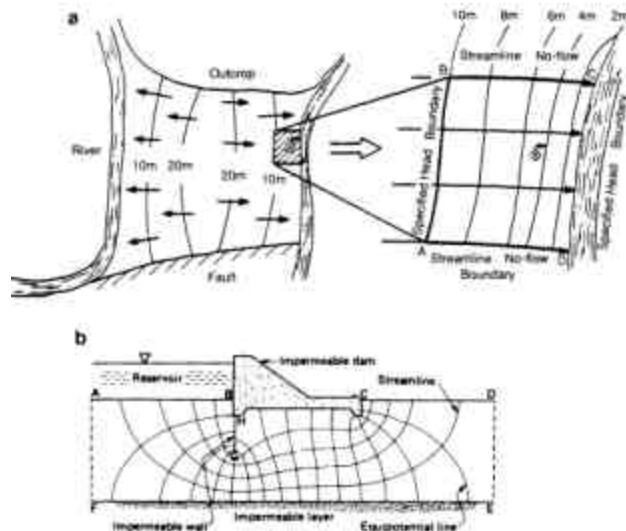 a
10m 8m 6m 4m 2m
Streamline No-flow
Outcrop
B
Boundary
Boundary
River
10m 20m
20m 10m
Specified Head
Specified Head
A
D
Streamline No-flow
Boundary
Fault
b
Impermeable dam
Reservoir
Streamline
A B C D
F E
Impermeable wall
Impermeable layer
Equipotential line